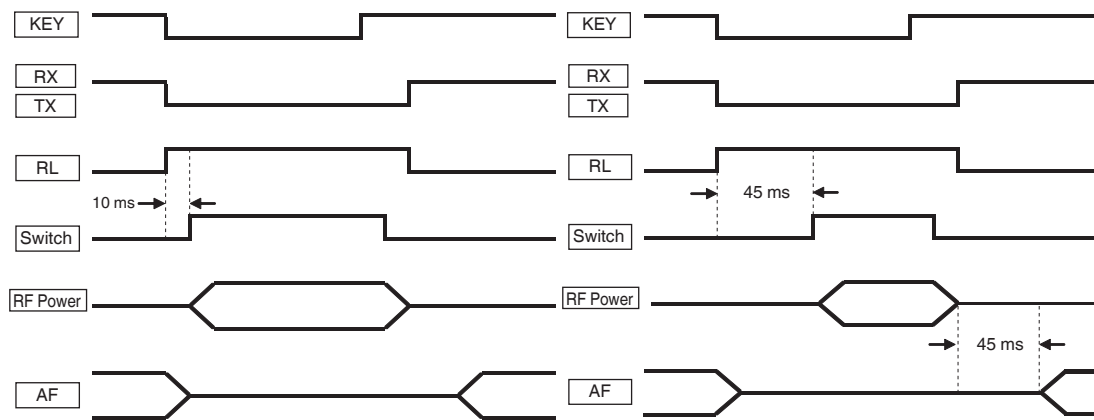 KEY
RX
TX
RL
10 ms
Switch
RF Power
AF
KEY
RX
TX
RL
45 ms
Switch
RF Power
45 ms
AF